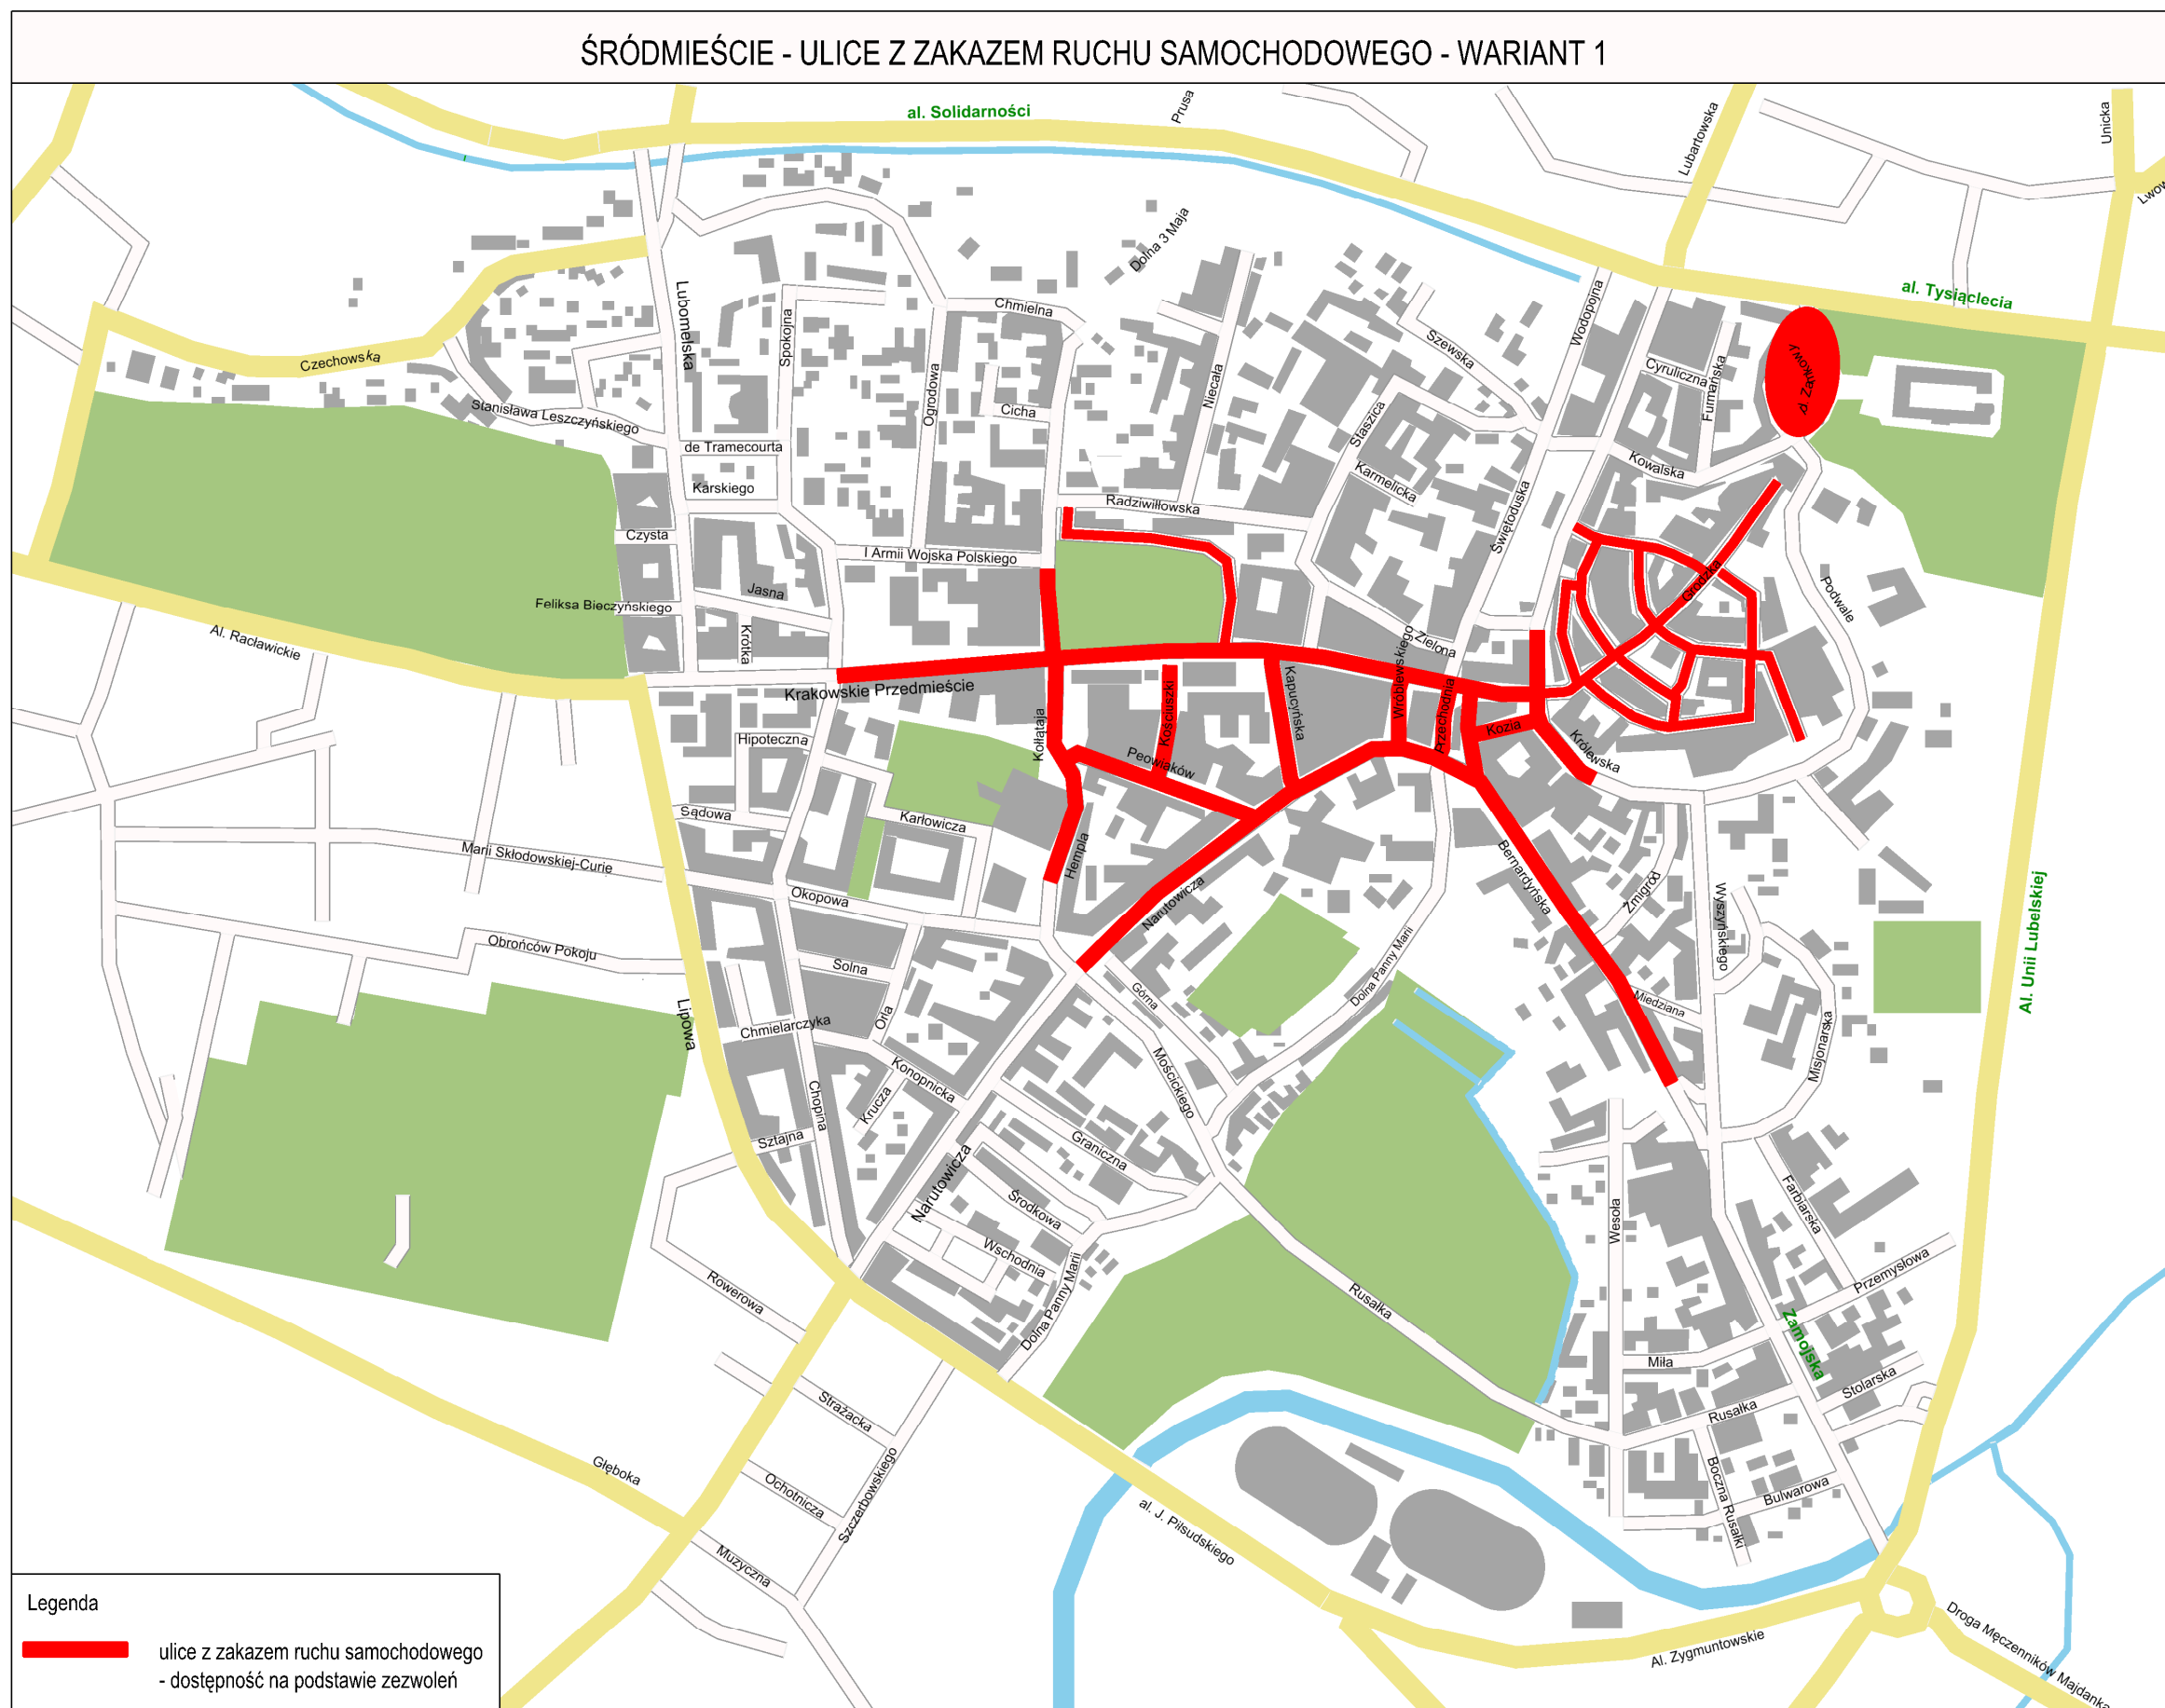 ŚRÓDMIEŚCIE - ULICE Z ZAKAZEM RUCHU SAMOCHODOWEGO - WARIANT 1
al. Solidarności
Prusa
Lubartowska
Unicka
Dolna 3 Maja
al. Tysiąclecia
Lubomelska
Spokojna
Chmielna
Wodopojna
Czechowska
Szewska
Cyruliczna
Furmańska
pl. Zamkowy
Ogrodowa
Cicha
Niecała
Staszica
Stanisława Leszczyńskiego
de Tramecourta
Karskiego
Karmelicka
Kowalska
Radziwiłłowska
Świętoduska
Czysta
I Armii Wojska Polskiego
Grodzka
Podwale
Jasna
Feliksa Bieczyńskiego
Krótka
Al. Racławickie
Zielona
Wróblewskiego
Krakowskie Przedmieście
Kołłątaja
Kościuszki
Kapucyńska
Przechodnia
Kozia
Królewska
Hipoteczna
Peowiaków
Sądowa
Karłowicza
Hempla
Marii Skłodowskiej-Curie
Okopowa
Narutowicza
Bernardyńska
Żmigród
Wyszyńskiego
Al. Unii Lubelskiej
Obrońców Pokoju
Solna
Orla
Górna
Dolna Panny Marii
Miedziana
Misjonarska
Lipowa
Chmielarczyka
Konopnicka
Krucza
Chopina
Mościckiego
Sztajna
Graniczna
Narutowicza
Środkowa
Wschodnia
Dolna Panny Marii
Wesoła
Farbiarska
Przemysłowa
Rowerowa
Rusałka
Zamojska
Miła
Stolarska
Strażacka
Rusałka
Głęboka
Ochotnicza
Szczerbowskiego
Boczna Rusałki
Bulwarowa
al. J. Piłsudskiego
Muzyczna
Al. Zygmuntowskie
Droga Męczenników Majdanka
Legenda
ulice z zakazem ruchu samochodowego
- dostępność na podstawie zezwoleń